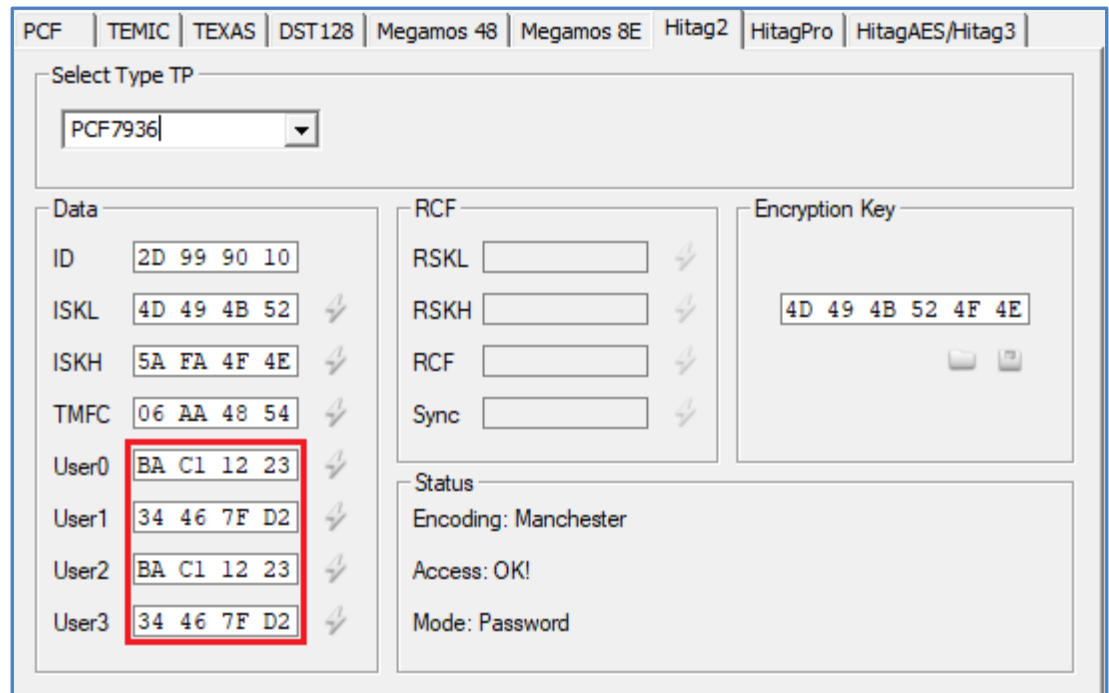 PCF TEMIC TEXAS DST128 Megamos 48 Megamos 8E Hitag2 HitagPro HitagAES/Hitag3
Select Type TP
PCF7936
Data
ID 2D 99 90 10
ISKL 4D 49 4B 52
ISKH 5A FA 4F 4E
TMFC 06 AA 48 54
User0 BA C1 12 23
User1 34 46 7F D2
User2 BA C1 12 23
User3 34 46 7F D2
RCF
RSKL
RSKH
RCF
Sync
Encryption Key
4D 49 4B 52 4F 4E
Status
Encoding: Manchester
Access: OK!
Mode: Password